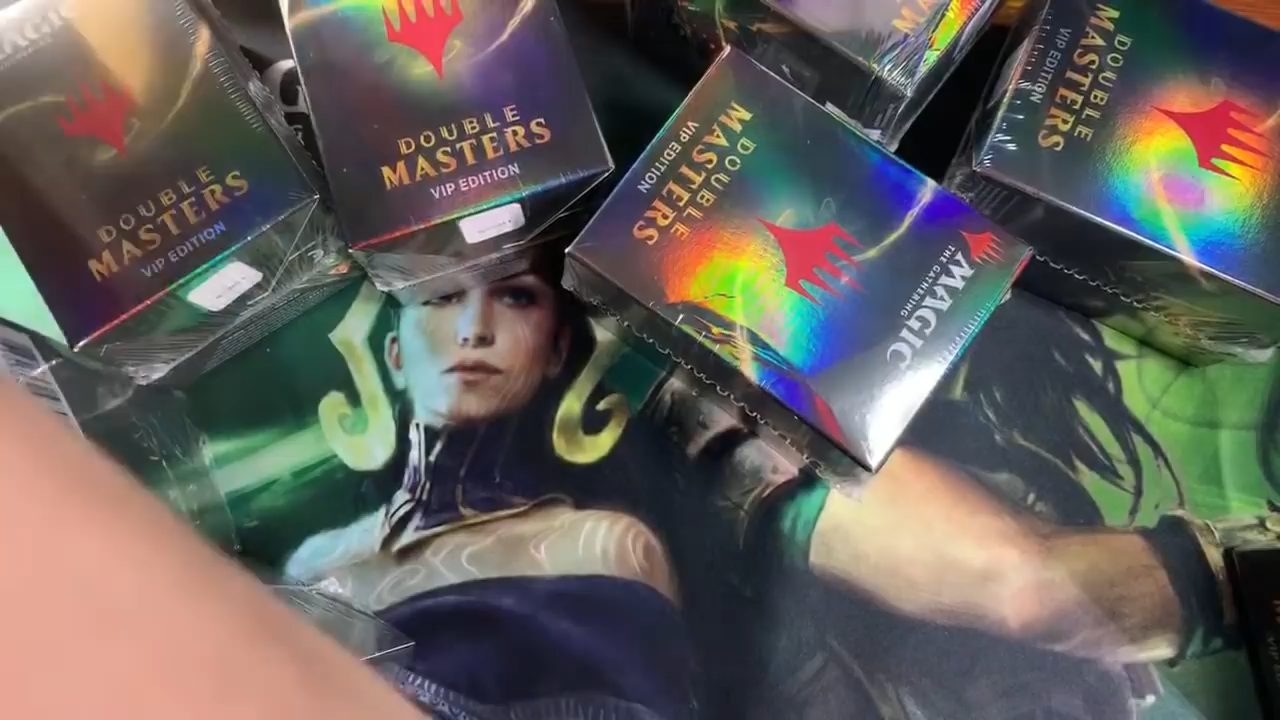 MAGIC
DOUBLE
MASTERS
VIP EDITION
DOUBLE
MASTERS
VIP EDITION
DOUBLE
MASTERS
VIP EDITION
MAGIC
THE GATHERING
DOUBLE
MASTERS
VIP EDITION